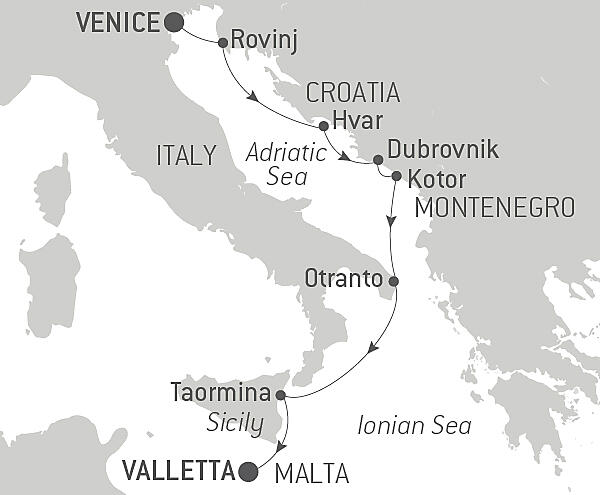 VENICE
Rovinj
CROATIA
Hvar
ITALY
Adriatic
Sea
Dubrovnik
Kotor
MONTENEGRO
Otranto
Taormina
Sicily
Ionian Sea
VALLETTA
MALTA